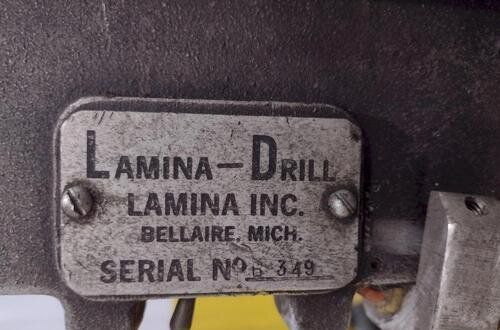 LAMINA-DRILL
LAMINA INC.
BELLAIRE, MICH.
SERIAL NO. 349